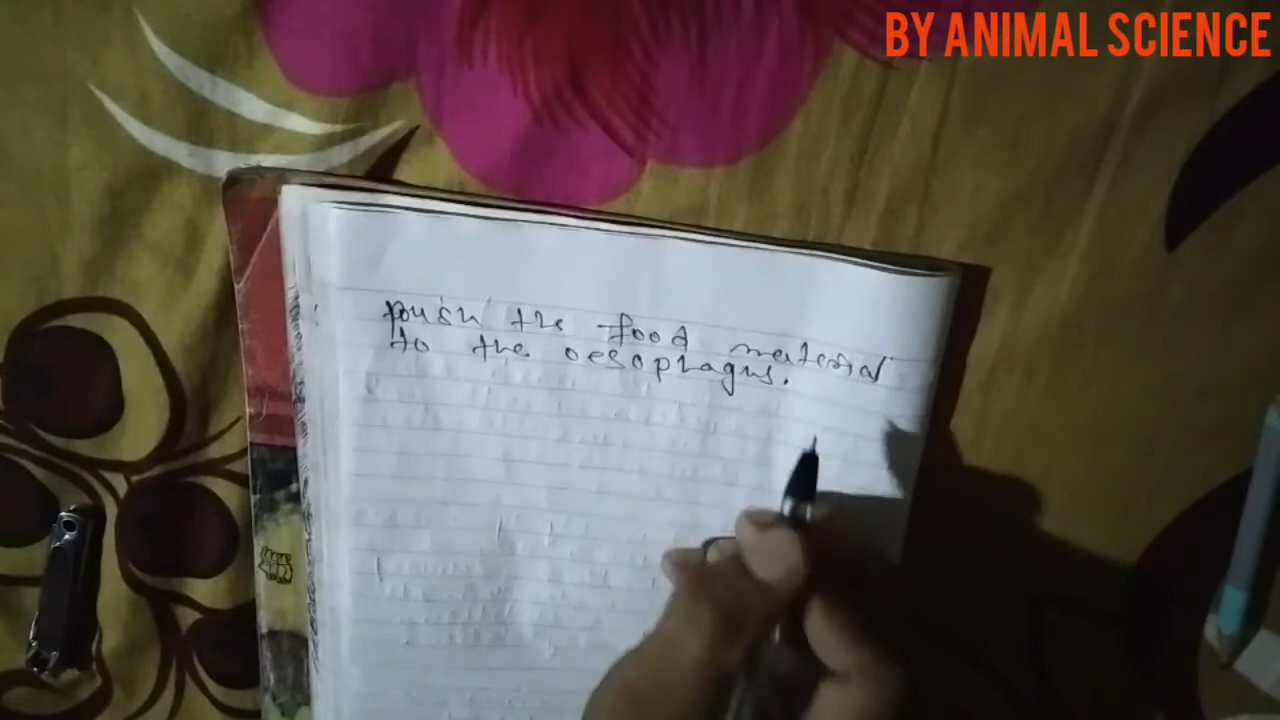 BY ANIMAL SCIENCE
push the food material
to the oesophagus.